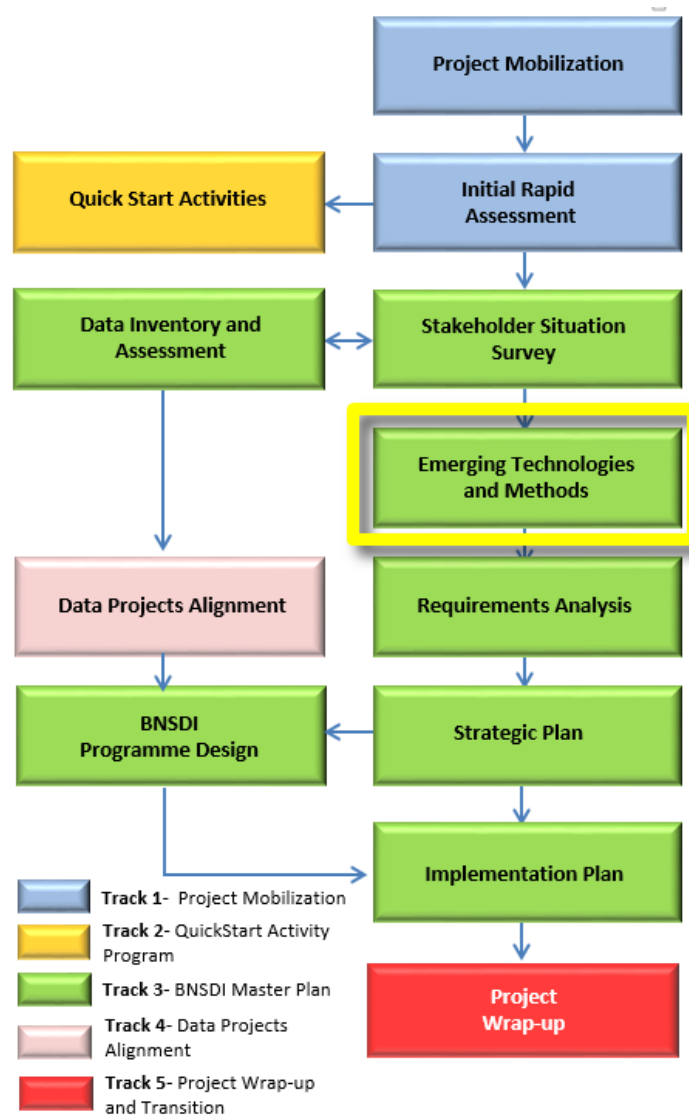 Project Mobilization
Quick Start Activities
Initial Rapid
Assessment
Data Inventory and
Assessment
Stakeholder Situation
Survey
Emerging Technologies
and Methods
Data Projects Alignment
Requirements Analysis
BNSDI
Programme Design
Strategic Plan
Implementation Plan
Project
Wrap-up
Track 1- Project Mobilization
Track 2- QuickStart Activity
Program
Track 3- BNSDI Master Plan
Track 4- Data Projects
Alignment
Track 5- Project Wrap-up
and Transition